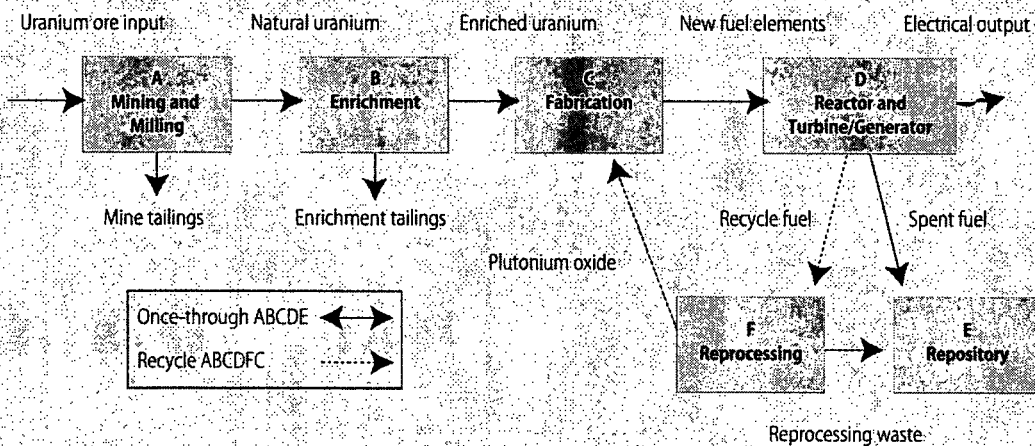 Uranium ore input
Natural uranium
Enriched uranium
New fuel elements
Electrical output
A
Mining and
Milling
B
Enrichment
C
Fabrication
D
Reactor and
Turbine/Generator
Mine tailings
Enrichment tailings
Recycle fuel
Spent fuel
Plutonium oxide
Once-through ABCDE
Recycle ABCDFC
F
Reprocessing
E
Repository
Reprocessing waste